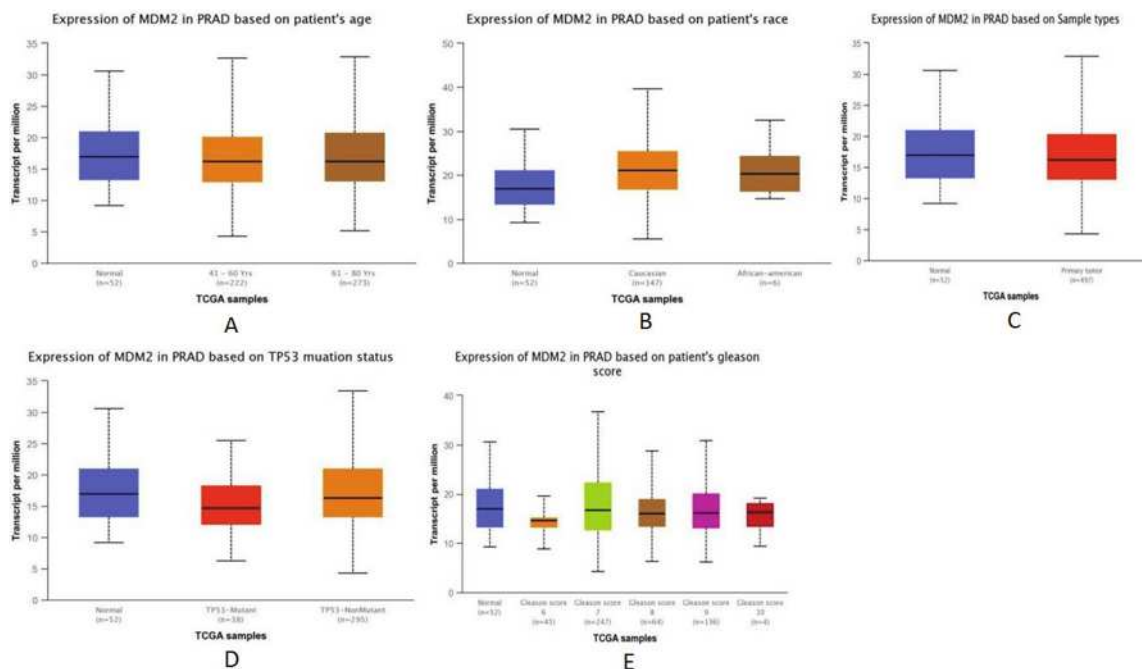 Expression of MDM2 in PRAD based on patient's age
35
30
25
20
15
10
5
0
Transcript per million
Normal
(n=52)
41 - 60 Yrs
(n=222)
61 - 80 Yrs
(n=273)
TCGA samples
A
Expression of MDM2 in PRAD based on patient's race
50
40
30
20
10
0
Transcript per million
Normal
(n=52)
Caucasian
(n=147)
African-american
(n=6)
TCGA samples
B
Expression of MDM2 in PRAD based on Sample types
35
30
25
20
15
10
5
0
Transcript per million
Normal
(n=52)
Primary tumor
(n=497)
TCGA samples
C
Expression of MDM2 in PRAD based on TP53 muation status
35
30
25
20
15
10
5
0
Transcript per million
Normal
(n=52)
TP53-Mutant
(n=38)
TP53-NonMutant
(n=295)
TCGA samples
D
Expression of MDM2 in PRAD based on patient's gleason
score
40
30
20
10
0
Transcript per million
Normal
(n=52)
Gleason score
6
(n=45)
Gleason score
7
(n=247)
Gleason score
8
(n=64)
Gleason score
9
(n=136)
Gleason score
10
(n=4)
TCGA samples
E